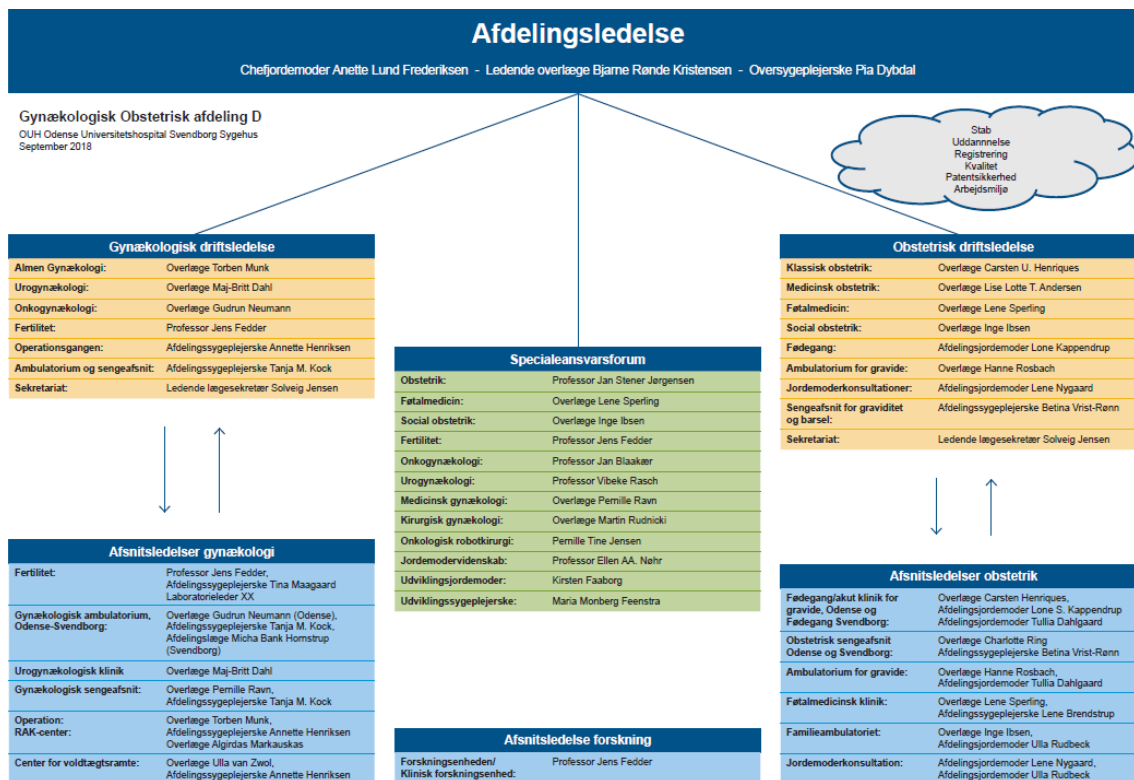 Afdelingsledelse
Chefjordemoder Anette Lund Frederiksen - Ledende overlæge Bjarne Rønde Kristensen - Oversygeplejerske Pia Dybdal
Gynækologisk Obstetrisk afdeling D
OUH Odense Universitetshospital Svendborg Sygehus
September 2018
Stab
Uddannnelse
Registrering
Kvalitet
Patentsikkerhed
Arbejdsmiljø
Gynækologisk driftsledelse
Almen Gynækologi: Overlæge Torben Munk
Urogynækologi: Overlæge Maj-Britt Dahl
Onkogynækologi: Overlæge Gudrun Neumann
Fertilitet: Professor Jens Fedder
Operationsgangen: Afdelingssygeplejerske Annette Henriksen
Ambulatorium og sengeafsnit: Afdelingssygeplejerske Tanja M. Kock
Sekretariat: Ledende lægesekretær Solveig Jensen
Specialeansvarsforum
Obstetrik: Professor Jan Stener Jørgensen
Føtalmedicin: Overlæge Lene Sperling
Social obstetrik: Overlæge Inge Ibsen
Fertilitet: Professor Jens Fedder
Onkogynækologi: Professor Jan Blaakær
Urogynækologi: Professor Vibeke Rasch
Medicinsk gynækologi: Overlæge Pernille Ravn
Kirurgisk gynækologi: Overlæge Martin Rudnicki
Onkologisk robotkirurgi: Pernille Tine Jensen
Jordemodervidenskab: Professor Ellen AA. Nøhr
Udviklingsjordemoder: Kirsten Faaborg
Udviklingssygeplejerske: Maria Monberg Feenstra
Obstetrisk driftsledelse
Klassisk obstetrik: Overlæge Carsten U. Henriques
Medicinsk obstetrik: Overlæge Lise Lotte T. Andersen
Føtalmedicin: Overlæge Lene Sperling
Social obstetrik: Overlæge Inge Ibsen
Fødegang: Afdelingsjordemoder Lone Kappendrup
Ambulatorium for gravide: Overlæge Hanne Rosbach
Jordemoderkonsultationer: Afdelingsjordemoder Lene Nygaard
Sengeafsnit for graviditet Afdelingssygeplejerske Betina Vrist-Rønn
og barsel:
Sekretariat: Ledende lægesekretær Solveig Jensen
Afsnitsledelser gynækologi
Fertilitet: Professor Jens Fedder,
Afdelingssygeplejerske Tina Maagaard
Laboratorieleder XX
Gynækologisk ambulatorium, Overlæge Gudrun Neumann (Odense),
Odense-Svendborg: Afdelingssygeplejerske Tanja M. Kock,
Afdelingslæge Micha Bank Hornstrup
(Svendborg)
Urogynækologisk klinik Overlæge Maj-Britt Dahl
Gynækologisk sengeafsnit: Overlæge Pernille Ravn,
Afdelingssygeplejerske Tanja M. Kock
Operation: Overlæge Torben Munk,
RAK-center: Afdelingssygeplejerske Annette Henriksen
Overlæge Algirdas Markauskas
Center for voldtægtsramte: Overlæge Ulla van Zwol,
Afdelingssygeplejerske Annette Henriksen
Afsnitsledelse forskning
Forskningsenheden/ Professor Jens Fedder
Klinisk forskningsenhed:
Afsnitsledelser obstetrik
Fødegang/akut klinik for Overlæge Carsten Henriques,
gravide, Odense og Afdelingsjordemoder Lone S. Kappendrup
Fødegang Svendborg: Afdelingsjordemoder Tullia Dahlgaard
Obstetrisk sengeafsnit Overlæge Charlotte Ring
Odense og Svendborg: Afdelingssygeplejerske Betina Vrist-Rønn
Ambulatorium for gravide: Overlæge Hanne Rosbach,
Afdelingsjordemoder Tullia Dahlgaard
Føtalmedicinsk klinik: Overlæge Lene Sperling,
Afdelingssygeplejerske Lene Brendstrup
Familieambulatoriet: Overlæge Inge Ibsen,
Afdelingsjordemoder Ulla Rudbeck
Jordemoderkonsultation: Afdelingsjordemoder Lene Nygaard,
Afdelingsjordemoder Ulla Rudbeck